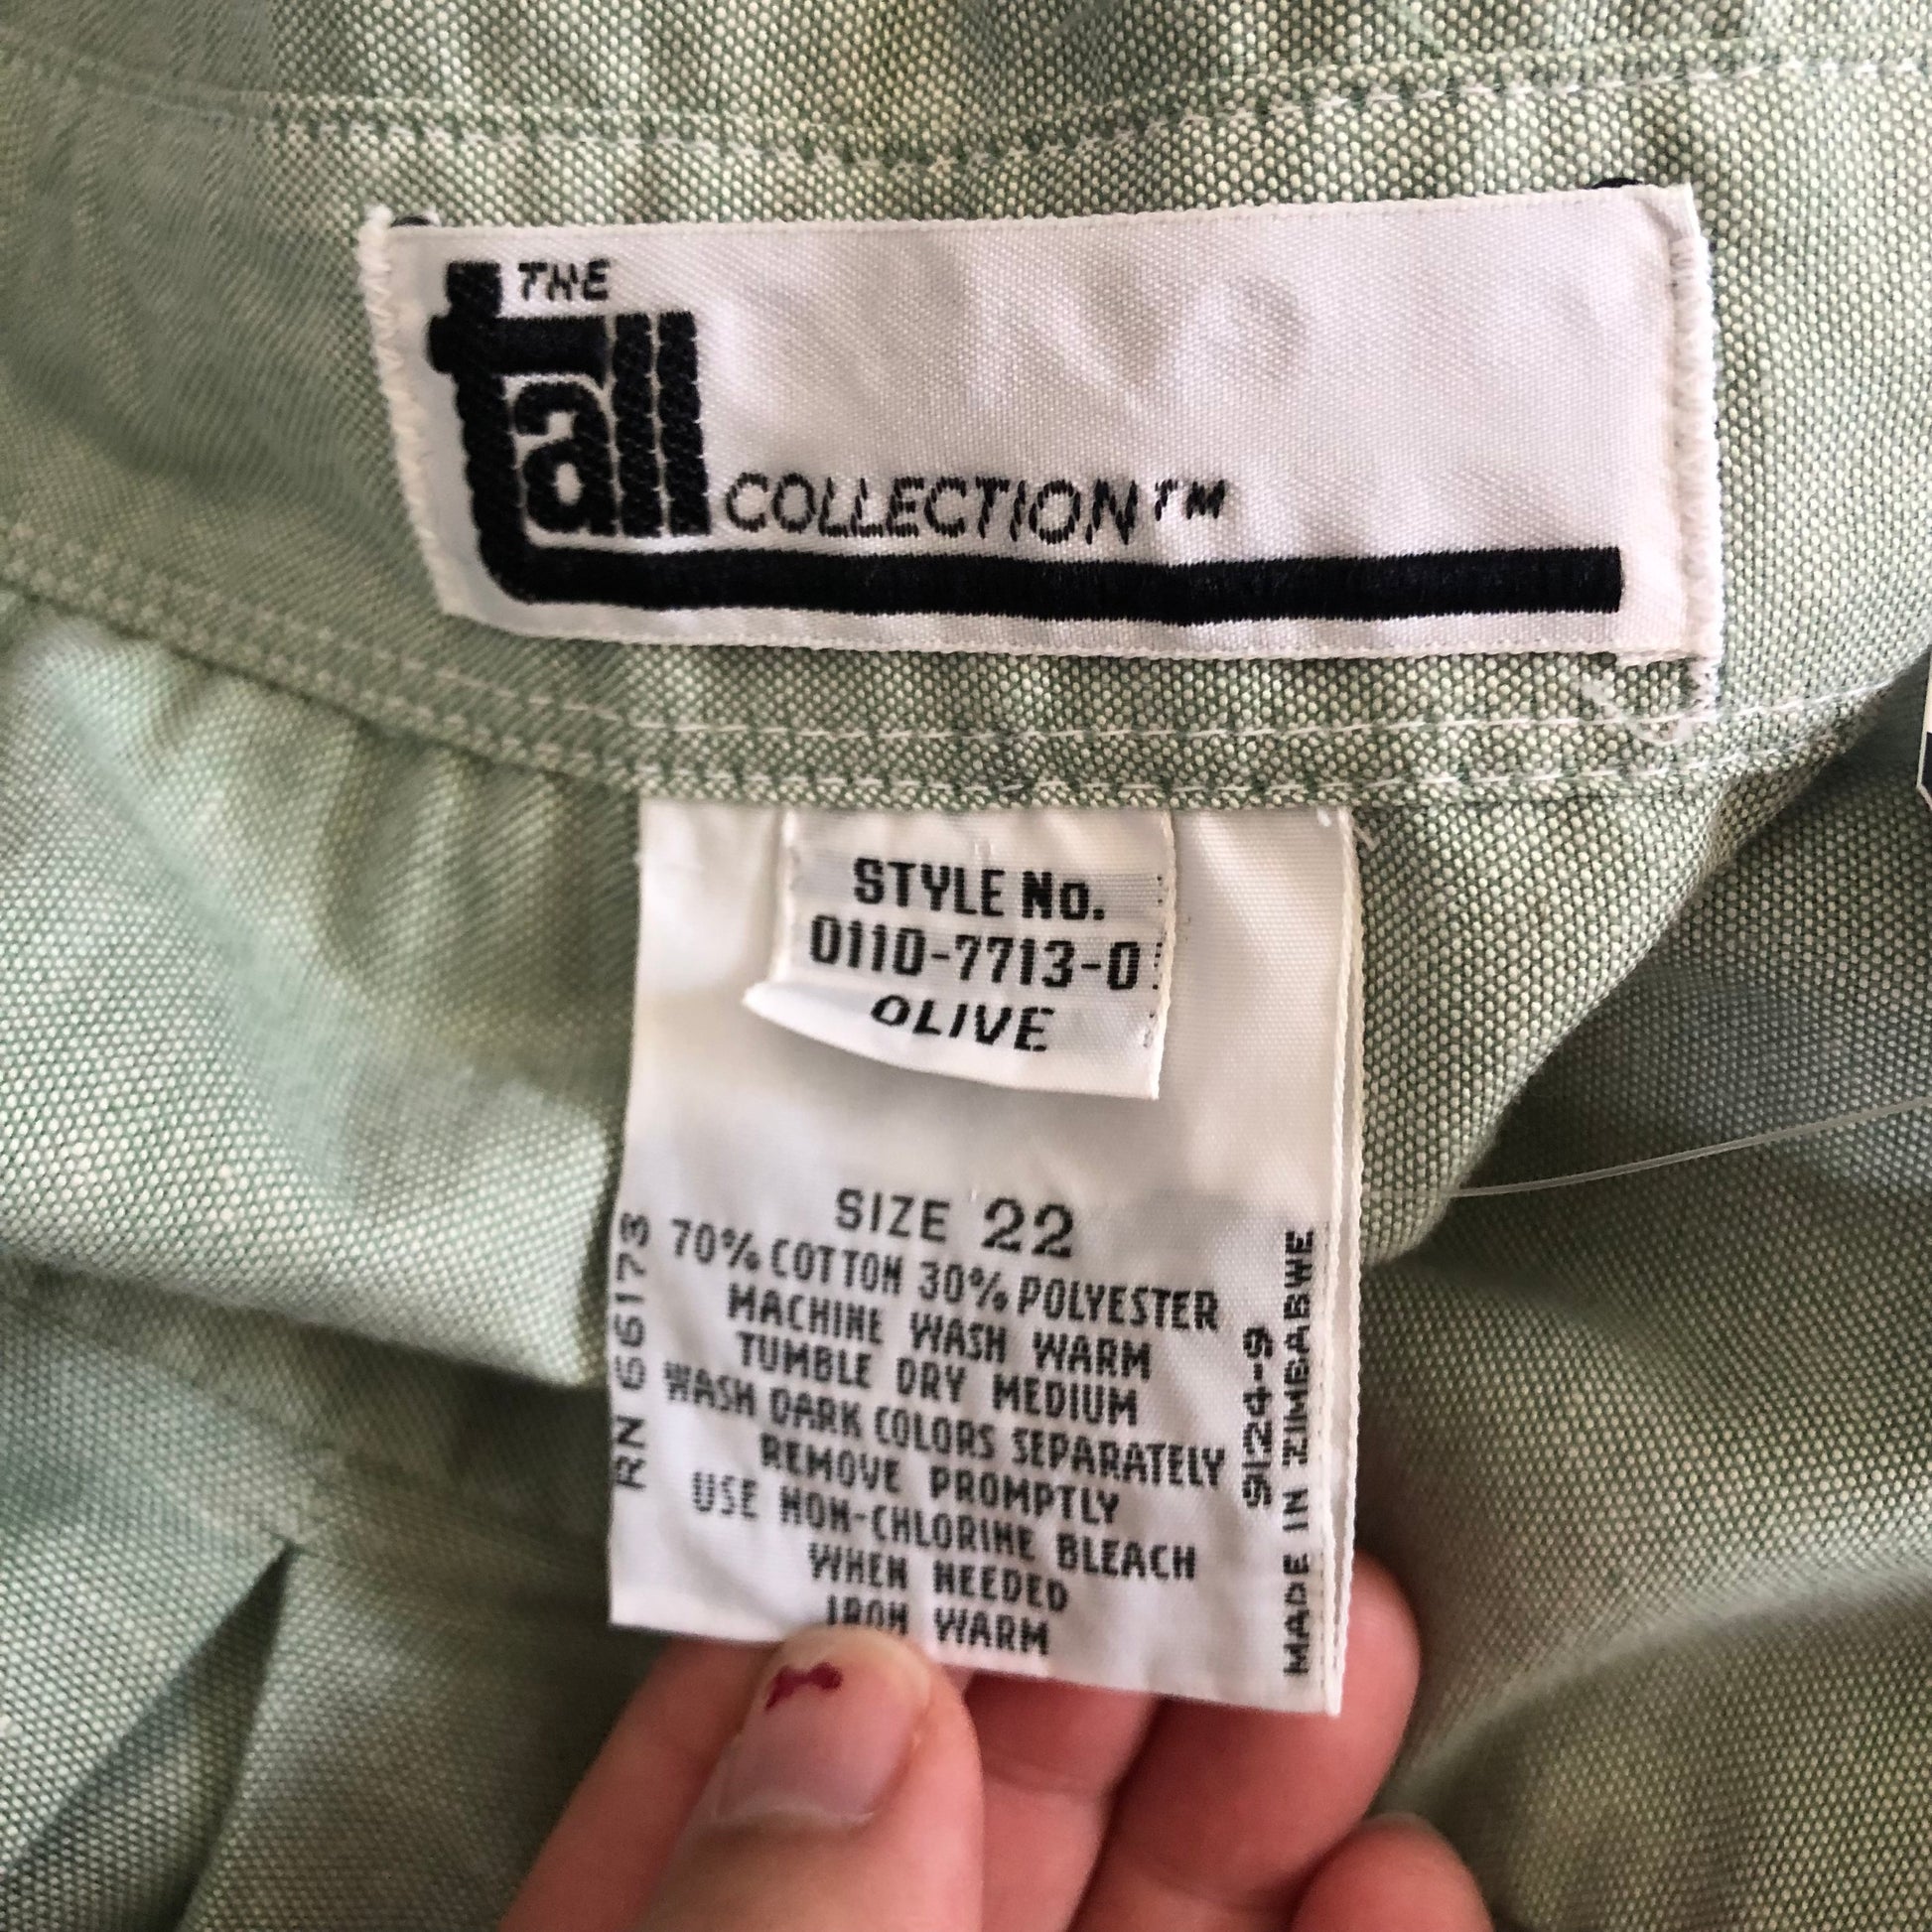 THE
tall
COLLECTION™
STYLE No.
0110-7713-0
OLIVE
SIZE 22
70% COTTON 30% POLYESTER
MACHINE WASH WARM
TUMBLE DRY MEDIUM
WASH DARK COLORS SEPARATELY
REMOVE PROMPTLY
USE NON-CHLORINE BLEACH
WHEN NEEDED
IRON WARM
RN 66173
9124-9
MADE IN ZIMBABWE